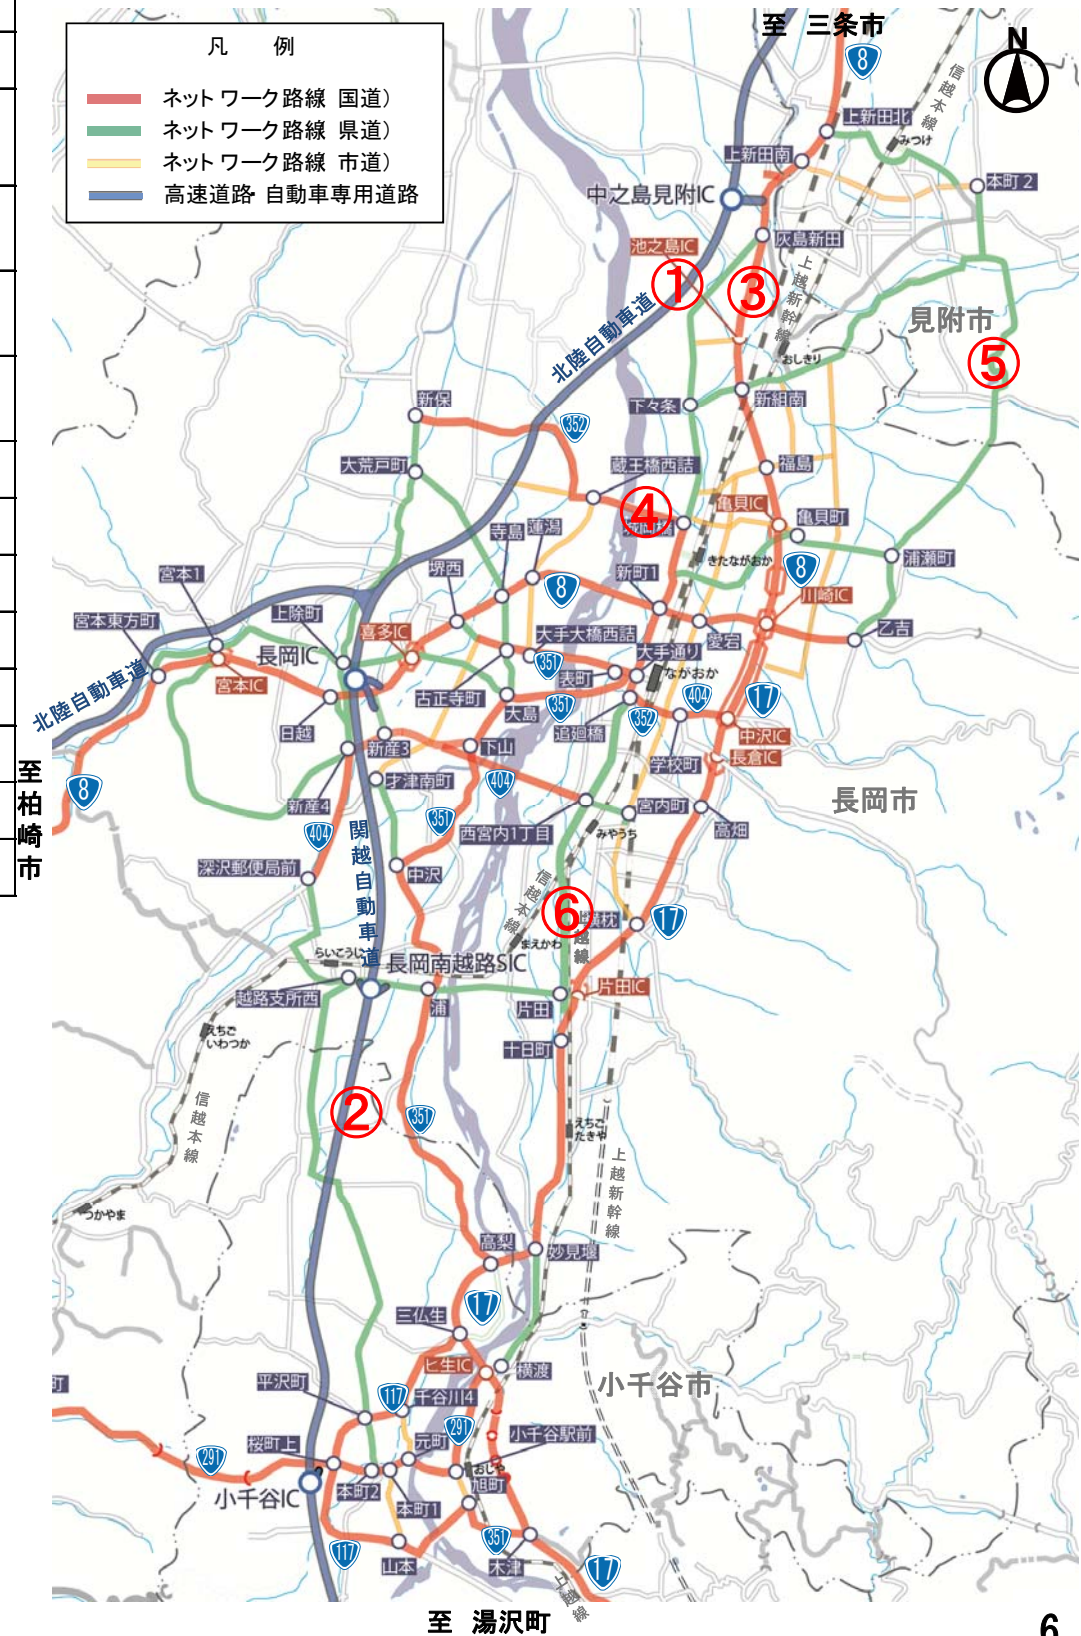 至 三条市
N
凡 例
ネットワーク路線 国道)
ネットワーク路線 県道)
ネットワーク路線 市道)
高速道路・自動車専用道路
8
信越本線
上新田北
みつけ
上新田南
本町2
中之島見附IC
灰島新田
池之島IC
①
③
上越新幹線
見附市
⑤
北陸自動車道
おしきり
新保
下々条
新組南
352
大荒戸町
蔵王橋西詰
福島
④
亀貝IC
亀貝町
寺島
蓮潟
きたながおか
浦瀬町
堺西
新町1
8
8
宮本1
川崎IC
宮本東方町
上除町
喜多IC
大手大橋西詰
愛宕
乙吉
長岡IC
大手通り
351
表町
ながおか
宮本IC
古正寺町
404
17
北陸自動車道
大島
351
352
追廻橋
中沢IC
日越
新産3
下山
学校町
長倉IC
至柏崎市
8
才津南町
404
長岡市
新産4
351
西宮内1丁目
宮内町
高畑
404
関越自動車道
みやうち
深沢郵便局前
中沢
信越本線
⑥
横枕
17
らいこうじ
まえかわ
上越線
長岡南越路SIC
越路支所西
浦
片田
片田IC
えちごいわつか
十日町
②
351
信越本線
えちごたきや
上越新幹線
つかやま
高梨
妙見堰
17
三仏生
ヒ生IC
横渡
小千谷市
平沢町
117
千谷川4
291
小千谷駅前
桜町上
元町
291
おぢや
旭町
小千谷IC
本町2
本町1
117
山本
351
木津
17
上越線
至 湯沢町
6